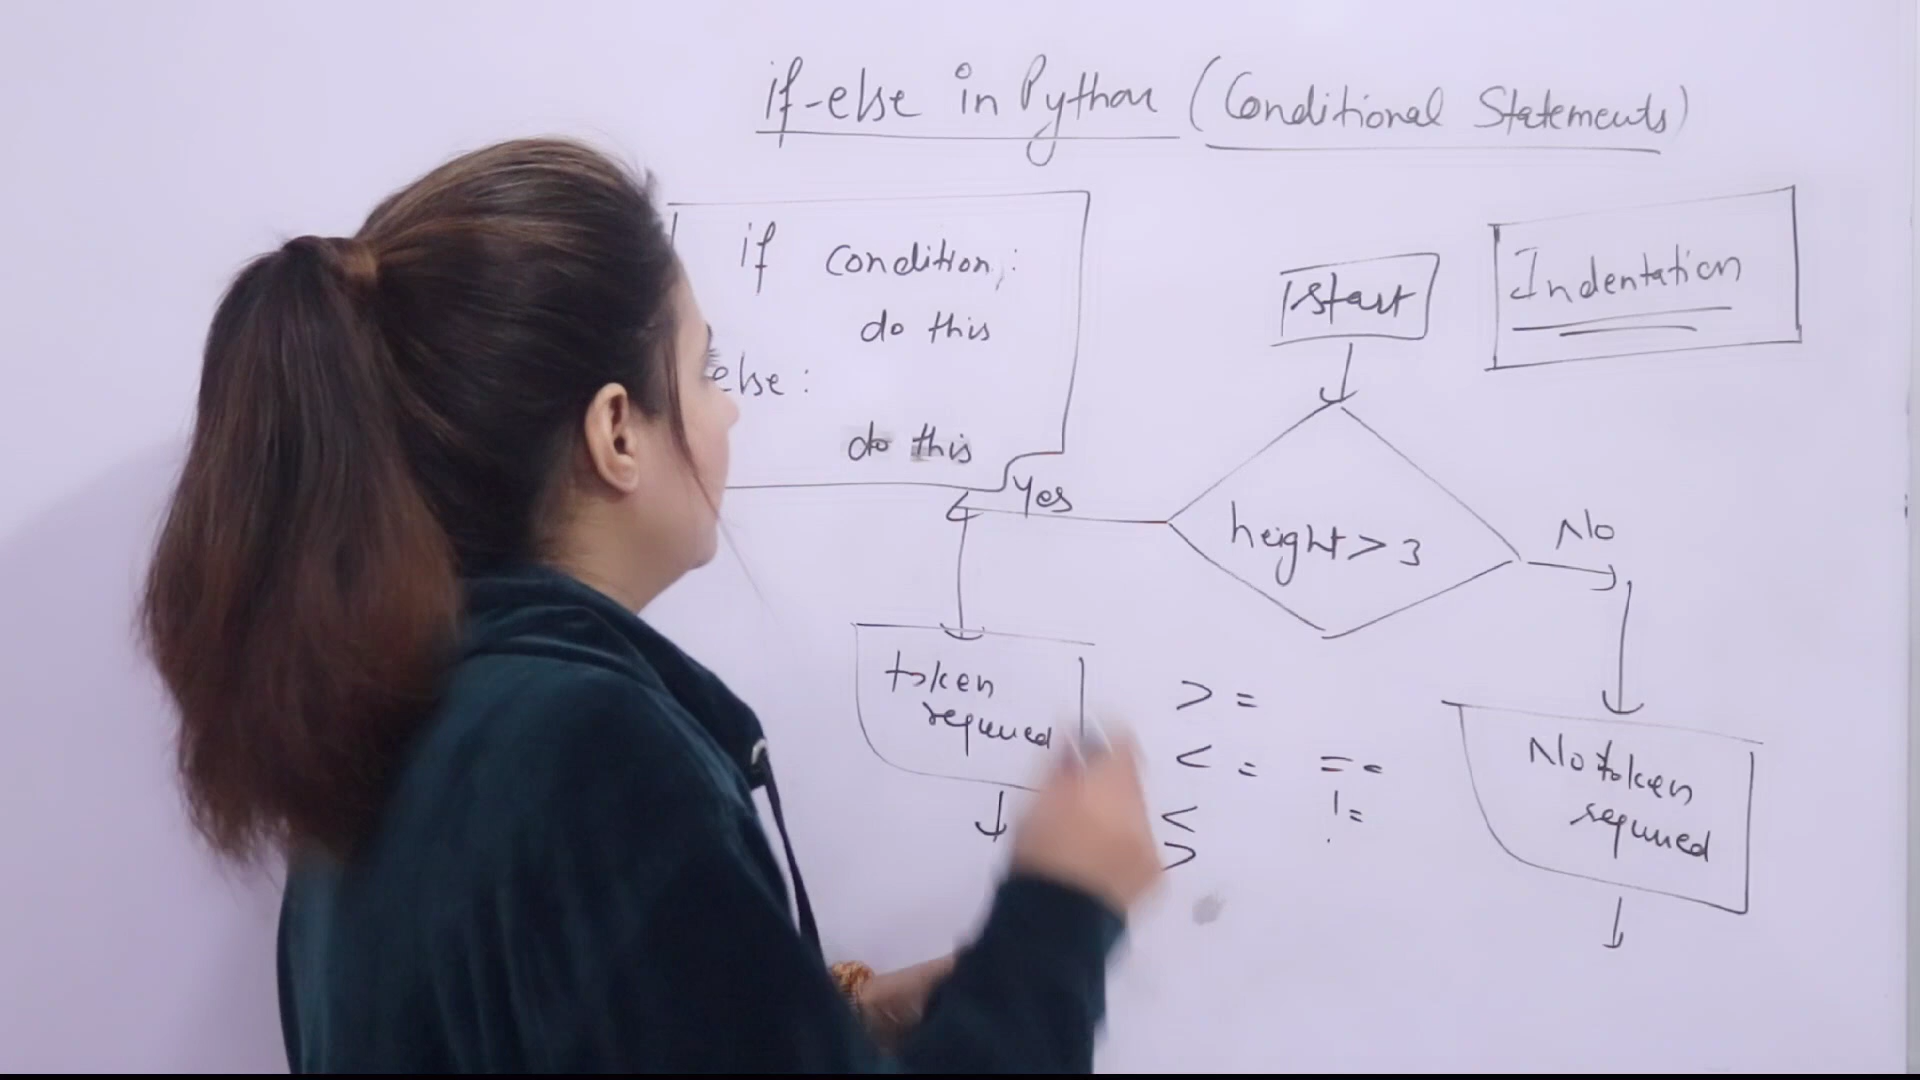 if-else in Python (Conditional Statements)
if condition:
do this
else:
do this
Start
Indentation
height > 3
Yes
No
token
required
No token
required
> =
< =
<
>
==
!=